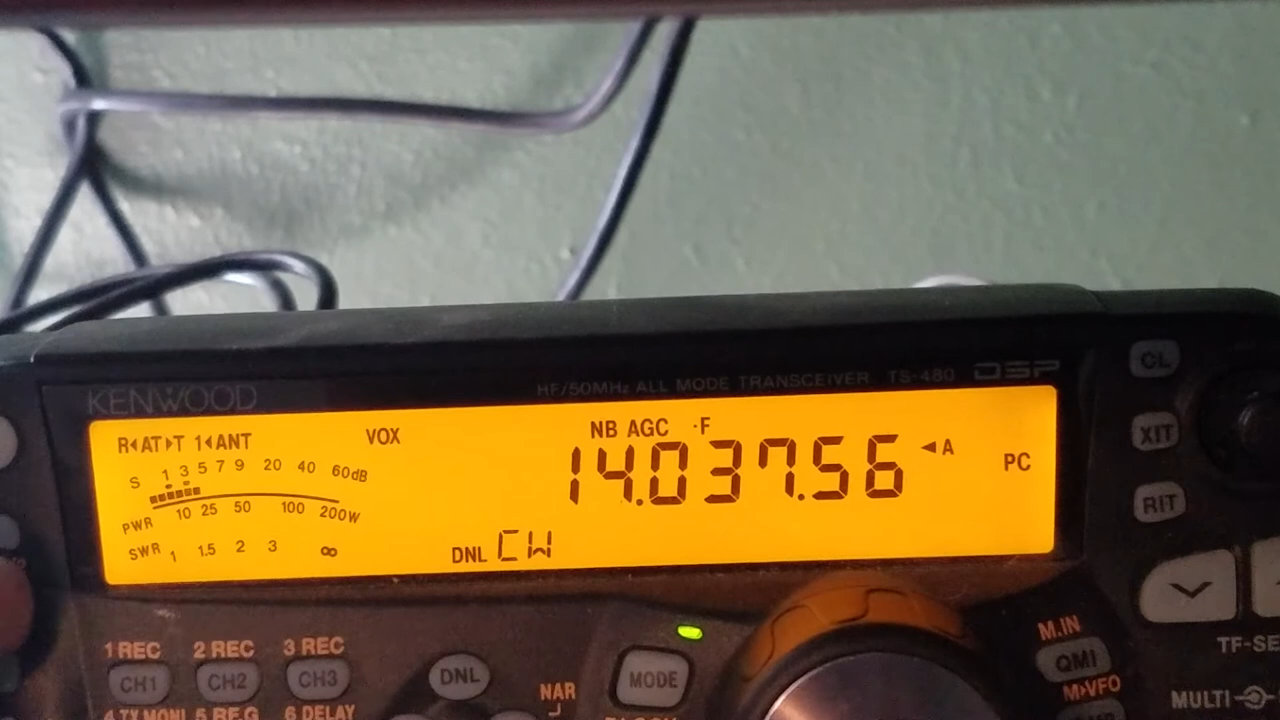 KENWOOD
HF/50MHz ALL MODE TRANSCEIVER TS-480 DSP
R◂AT▸T 1◂ANT VOX NB AGC ·F
S 1 3 5 7 9 20 40 60dB
14.037.56 ◂A PC
PWR 10 25 50 100 200W
SWR 1 1.5 2 3 ∞
DNL CW
CL
XIT
RIT
1 REC 2 REC 3 REC
CH1 CH2 CH3 DNL MODE
NAR
4 TX MONI 5 RF.G 6 DELAY
M.IN
QMI
M▸VFO
TF-SE
MULTI